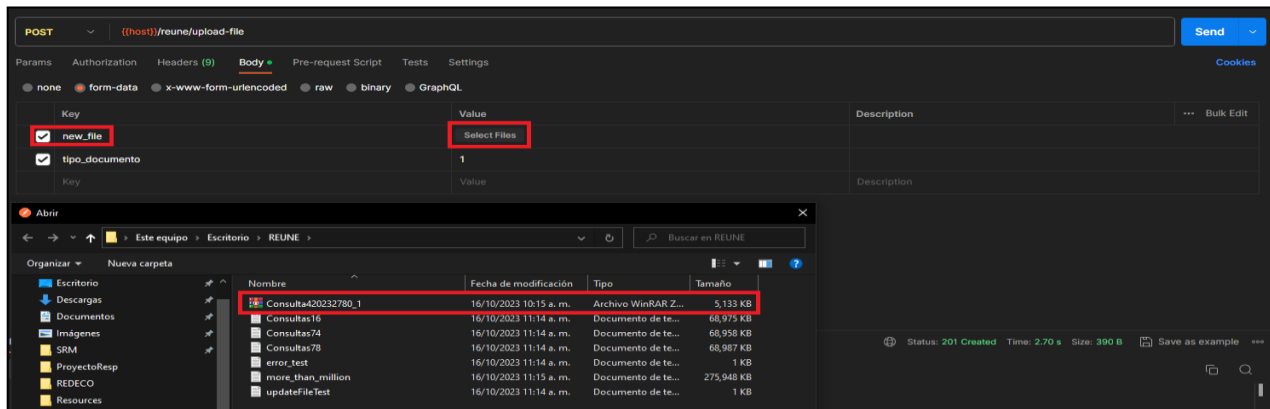 POST {{host}}/reune/upload-file Send
Params Authorization Headers (9) Body Pre-request Script Tests Settings Cookies
none form-data x-www-form-urlencoded raw binary GraphQL
Key Value Description ••• Bulk Edit
new_file Select Files
tipo_documento 1
Key Value Description
Abrir
Este equipo > Escritorio > REUNE > Buscar en REUNE
Organizar Nueva carpeta
Escritorio Nombre Fecha de modificación Tipo Tamaño
Descargas Consulta420232780_1 16/10/2023 10:15 a. m. Archivo WinRAR Z... 5,133 KB
Documentos Consultas16 16/10/2023 11:14 a. m. Documento de te... 68,975 KB
Imágenes Consultas74 16/10/2023 11:14 a. m. Documento de te... 68,958 KB
SRM Consultas78 16/10/2023 11:14 a. m. Documento de te... 68,987 KB
Status: 201 Created Time: 2.70 s Size: 390 B Save as example •••
ProyectoResp error_test 16/10/2023 11:14 a. m. Documento de te... 1 KB
REDECO more_than_million 16/10/2023 11:15 a. m. Documento de te... 275,948 KB
Resources updateFileTest 16/10/2023 11:14 a. m. Documento de te... 1 KB